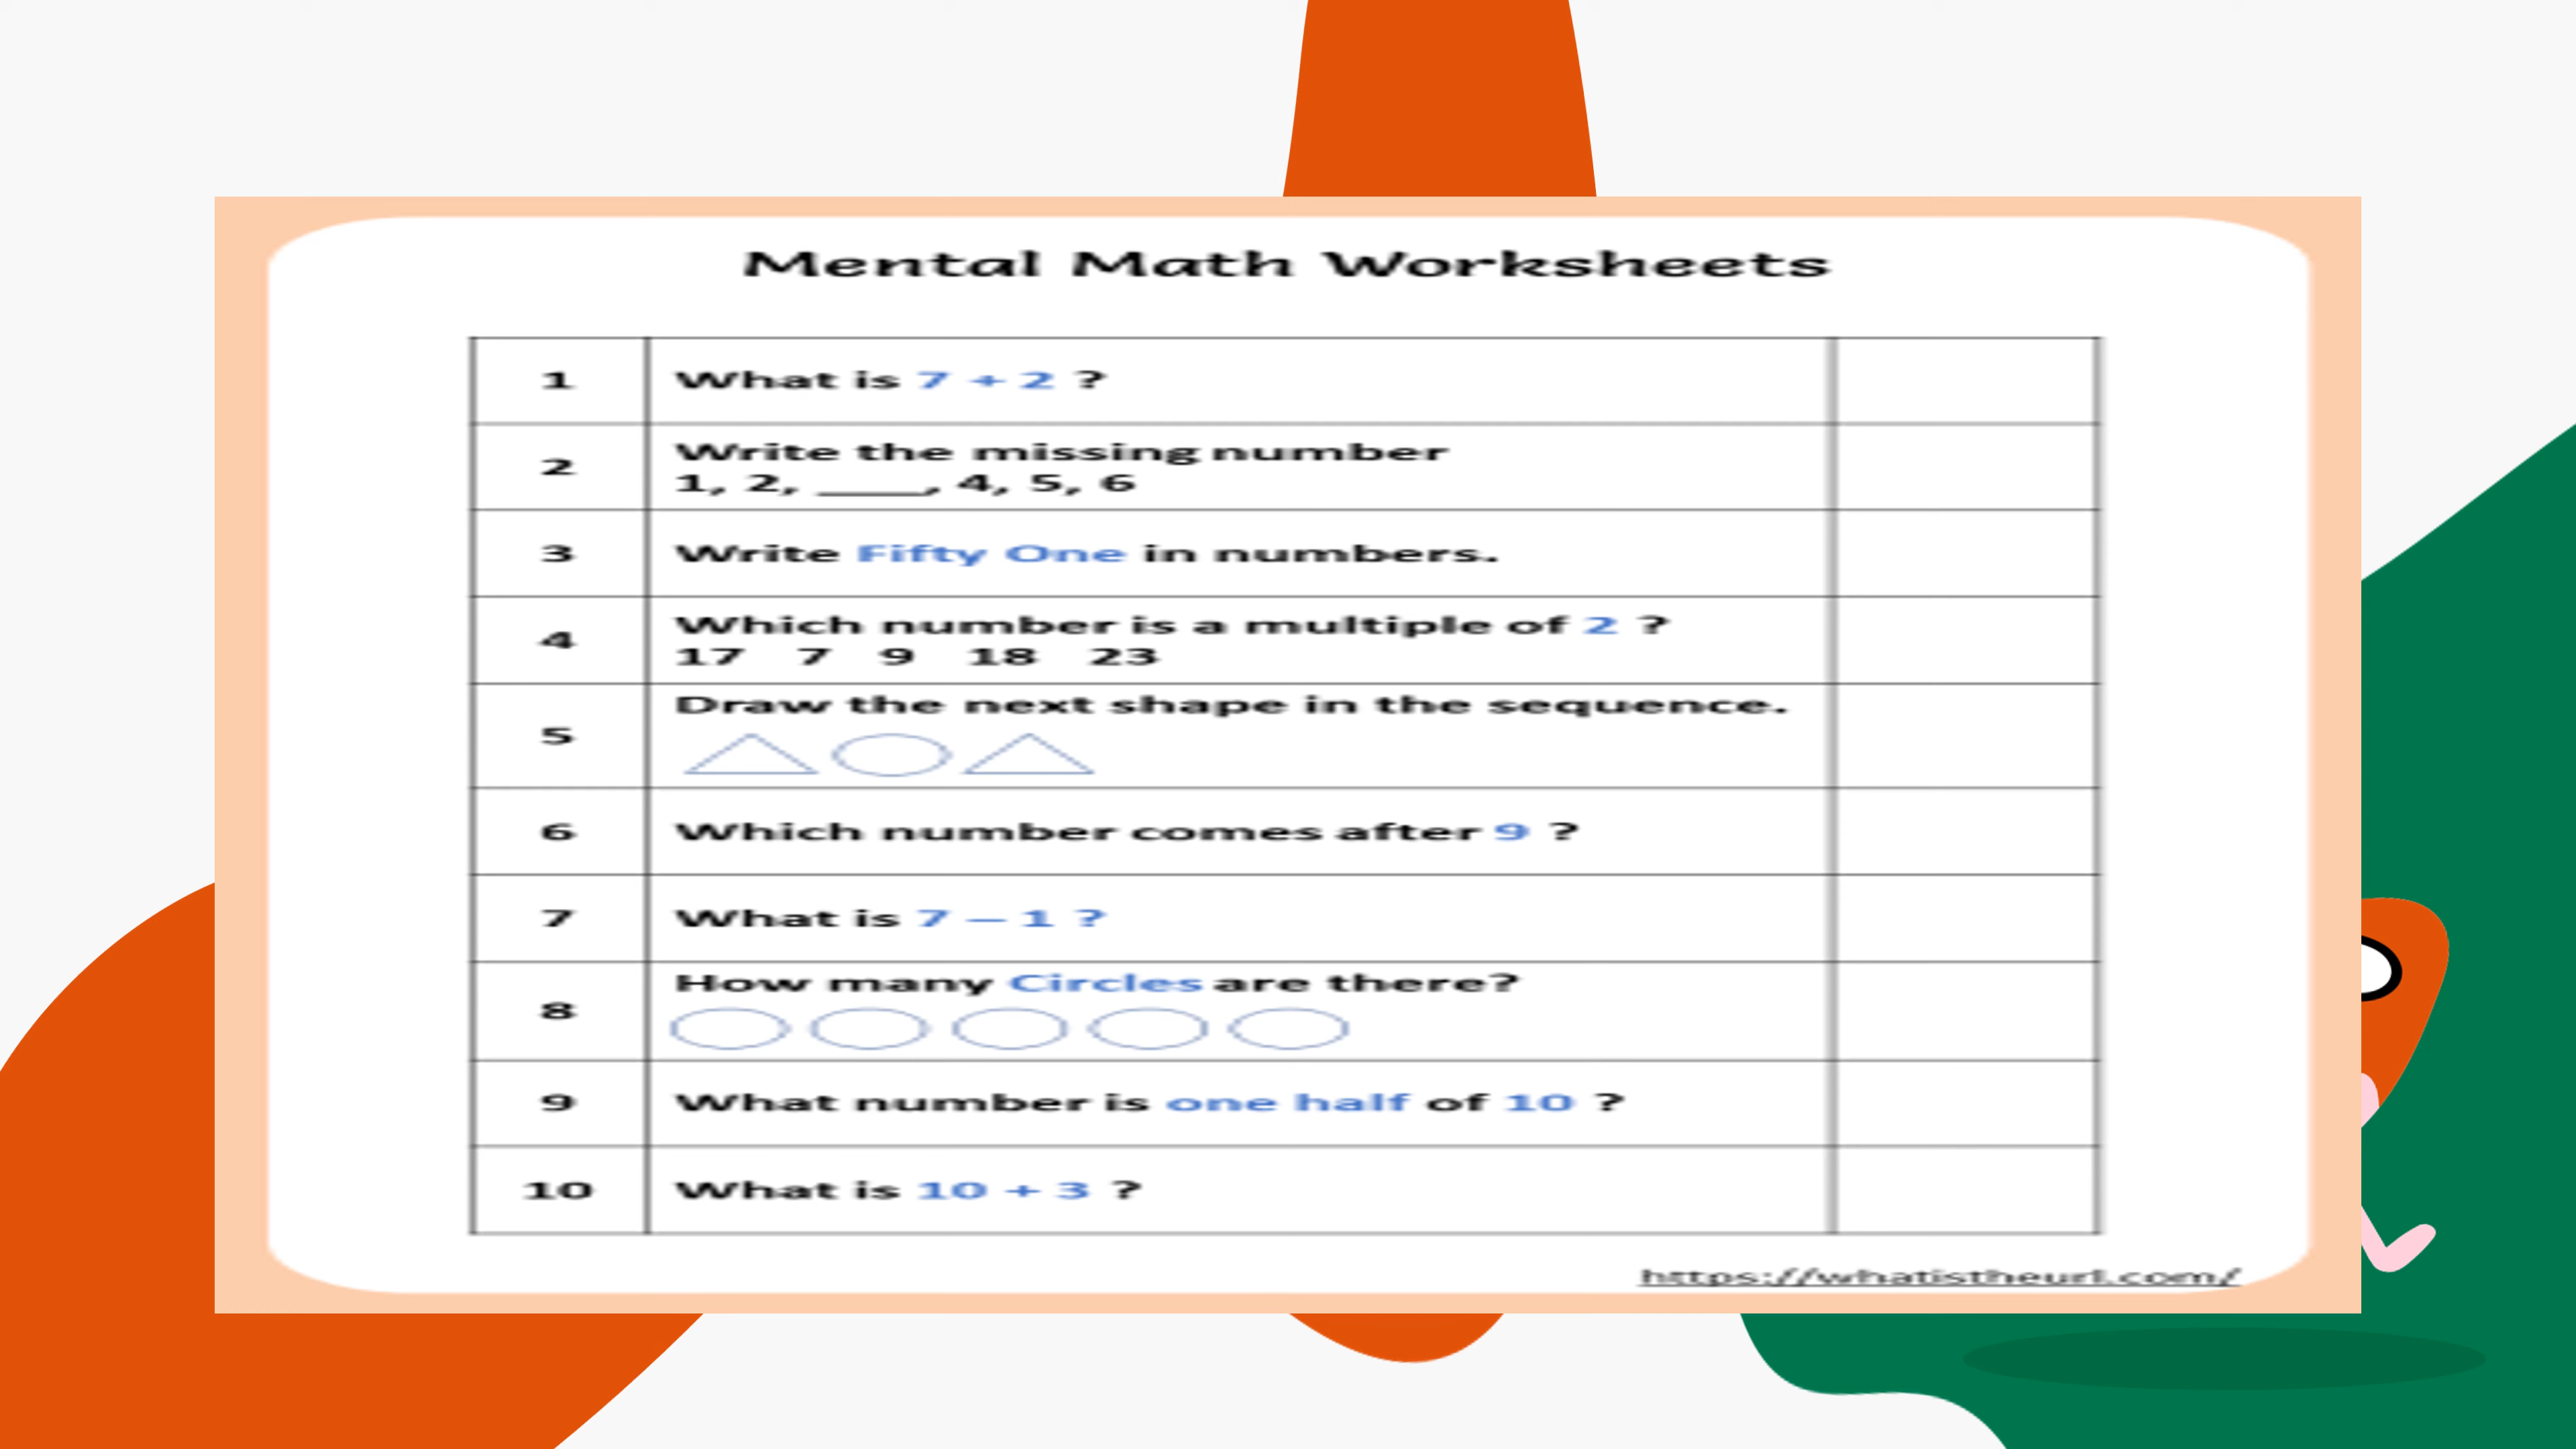 Mental Math Worksheets
1 What is 7 + 2 ?
2 Write the missing number
1, 2, ____, 4, 5, 6
3 Write Fifty One in numbers.
4 Which number is a multiple of 2 ?
17 7 9 18 23
5 Draw the next shape in the sequence.
6 Which number comes after 9 ?
7 What is 7 – 1 ?
8 How many Circles are there?
9 What number is one half of 10 ?
10 What is 10 + 3 ?
https://whatistheurl.com/